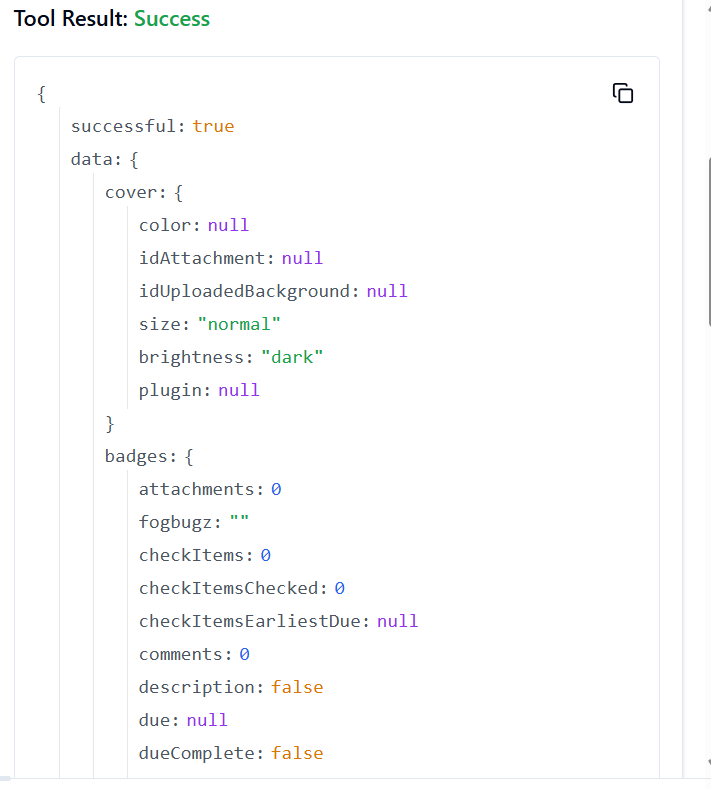 Tool Result: Success
{
successful: true
data: {
cover: {
color: null
idAttachment: null
idUploadedBackground: null
size: "normal"
brightness: "dark"
plugin: null
}
badges: {
attachments: 0
fogbugz: ""
checkItems: 0
checkItemsChecked: 0
checkItemsEarliestDue: null
comments: 0
description: false
due: null
dueComplete: false